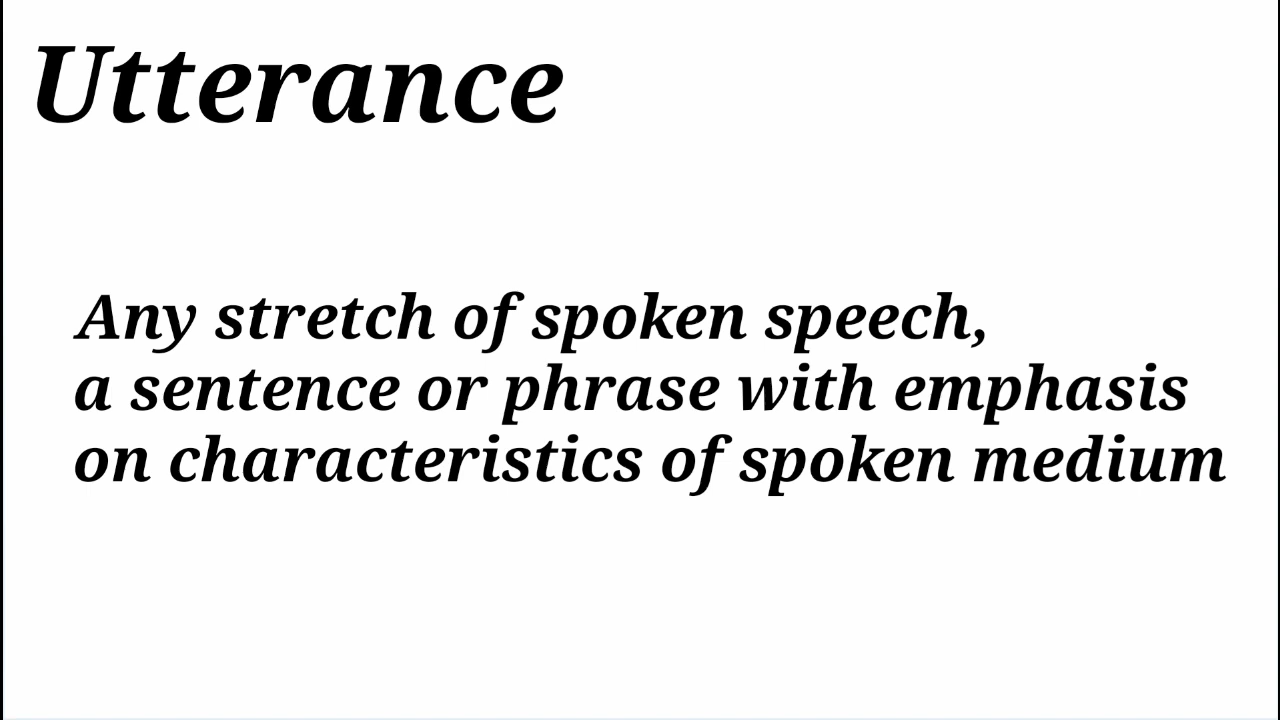 Utterance
Any stretch of spoken speech,
a sentence or phrase with emphasis
on characteristics of spoken medium